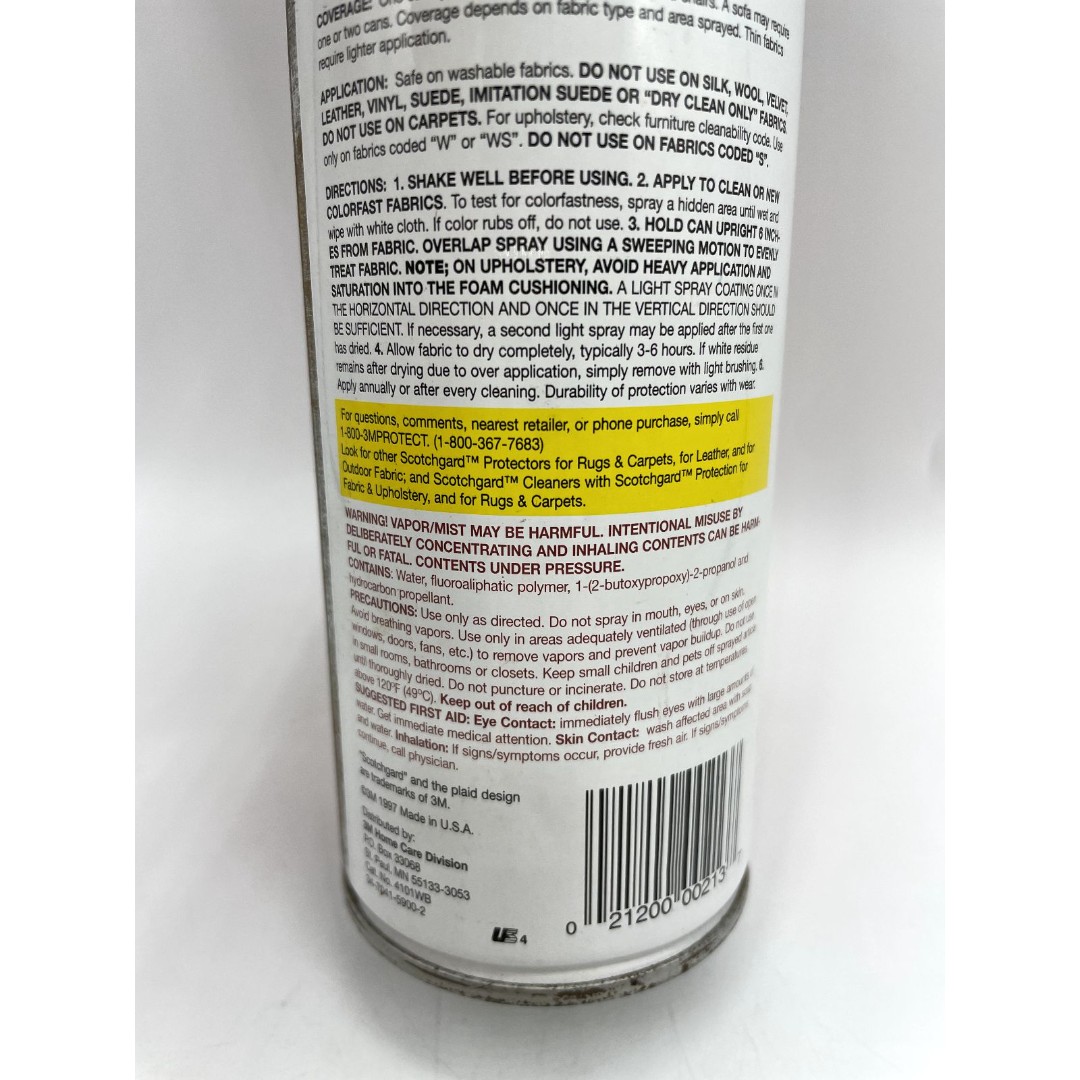 COVERAGE: One chairs. A sofa may require
one or two cans. Coverage depends on fabric type and area sprayed. Thin fabrics
require lighter application.
APPLICATION: Safe on washable fabrics. DO NOT USE ON SILK, WOOL, VELVET,
LEATHER, VINYL, SUEDE, IMITATION SUEDE OR "DRY CLEAN ONLY" FABRICS.
DO NOT USE ON CARPETS. For upholstery, check furniture cleanability code. Use
only on fabrics coded "W" or "WS". DO NOT USE ON FABRICS CODED "S".
DIRECTIONS: 1. SHAKE WELL BEFORE USING. 2. APPLY TO CLEAN OR NEW
COLORFAST FABRICS. To test for colorfastness, spray a hidden area until wet and
wipe with white cloth. If color rubs off, do not use. 3. HOLD CAN UPRIGHT 6 INCH-
ES FROM FABRIC. OVERLAP SPRAY USING A SWEEPING MOTION TO EVENLY
TREAT FABRIC. NOTE; ON UPHOLSTERY, AVOID HEAVY APPLICATION AND
SATURATION INTO THE FOAM CUSHIONING. A LIGHT SPRAY COATING ONCE IN
THE HORIZONTAL DIRECTION AND ONCE IN THE VERTICAL DIRECTION SHOULD
BE SUFFICIENT. If necessary, a second light spray may be applied after the first one
has dried. 4. Allow fabric to dry completely, typically 3-6 hours. If white residue
remains after drying due to over application, simply remove with light brushing. 6.
Apply annually or after every cleaning. Durability of protection varies with wear.
For questions, comments, nearest retailer, or phone purchase, simply call
1-800-3MPROTECT. (1-800-367-7683)
Look for other Scotchgard™ Protectors for Rugs & Carpets, for Leather, and for
Outdoor Fabric; and Scotchgard™ Cleaners with Scotchgard™ Protection for
Fabric & Upholstery, and for Rugs & Carpets.
WARNING! VAPOR/MIST MAY BE HARMFUL. INTENTIONAL MISUSE BY
DELIBERATELY CONCENTRATING AND INHALING CONTENTS CAN BE HARM-
FUL OR FATAL. CONTENTS UNDER PRESSURE.
CONTAINS: Water, fluoroaliphatic polymer, 1-(2-butoxypropoxy)-2-propanol and
hydrocarbon propellant.
PRECAUTIONS: Use only as directed. Do not spray in mouth, eyes, or on skin.
Avoid breathing vapors. Use only in areas adequately ventilated (through use of open
windows, doors, fans, etc.) to remove vapors and prevent vapor buildup. Do not use
in small rooms, bathrooms or closets. Keep small children and pets off sprayed articles
until thoroughly dried. Do not puncture or incinerate. Do not store at temperatures
above 120°F (49°C). Keep out of reach of children.
SUGGESTED FIRST AID: Eye Contact: immediately flush eyes with large amounts of
water. Get immediate medical attention. Skin Contact: wash affected area with soap
and water. Inhalation: If signs/symptoms occur, provide fresh air. If signs/symptoms
continue, call physician.
"Scotchgard" and the plaid design
are trademarks of 3M.
©3M 1997 Made in U.S.A.
Distributed by:
3M Home Care Division
P.O. Box 33068
St. Paul, MN 55133-3053
Cat. No. 4101WB
34-7041-5900-2
4
0 21200 00213 7